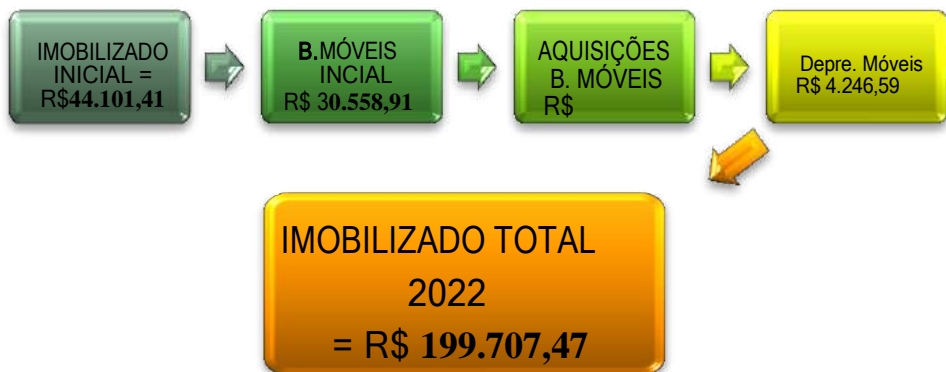 IMOBILIZADO
INICIAL =
R$44.101,41
B.MÓVEIS
INCIAL
R$ 30.558,91
AQUISIÇÕES
B. MÓVEIS
R$
Depre. Móveis
R$ 4.246,59
IMOBILIZADO TOTAL
2022
= R$ 199.707,47